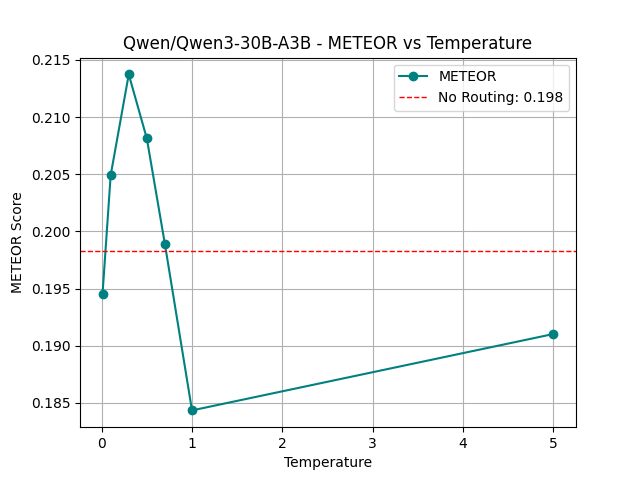 Qwen/Qwen3-30B-A3B - METEOR vs Temperature
METEOR
No Routing: 0.198
METEOR Score
0.215
0.210
0.205
0.200
0.195
0.190
0.185
0
1
2
3
4
5
Temperature